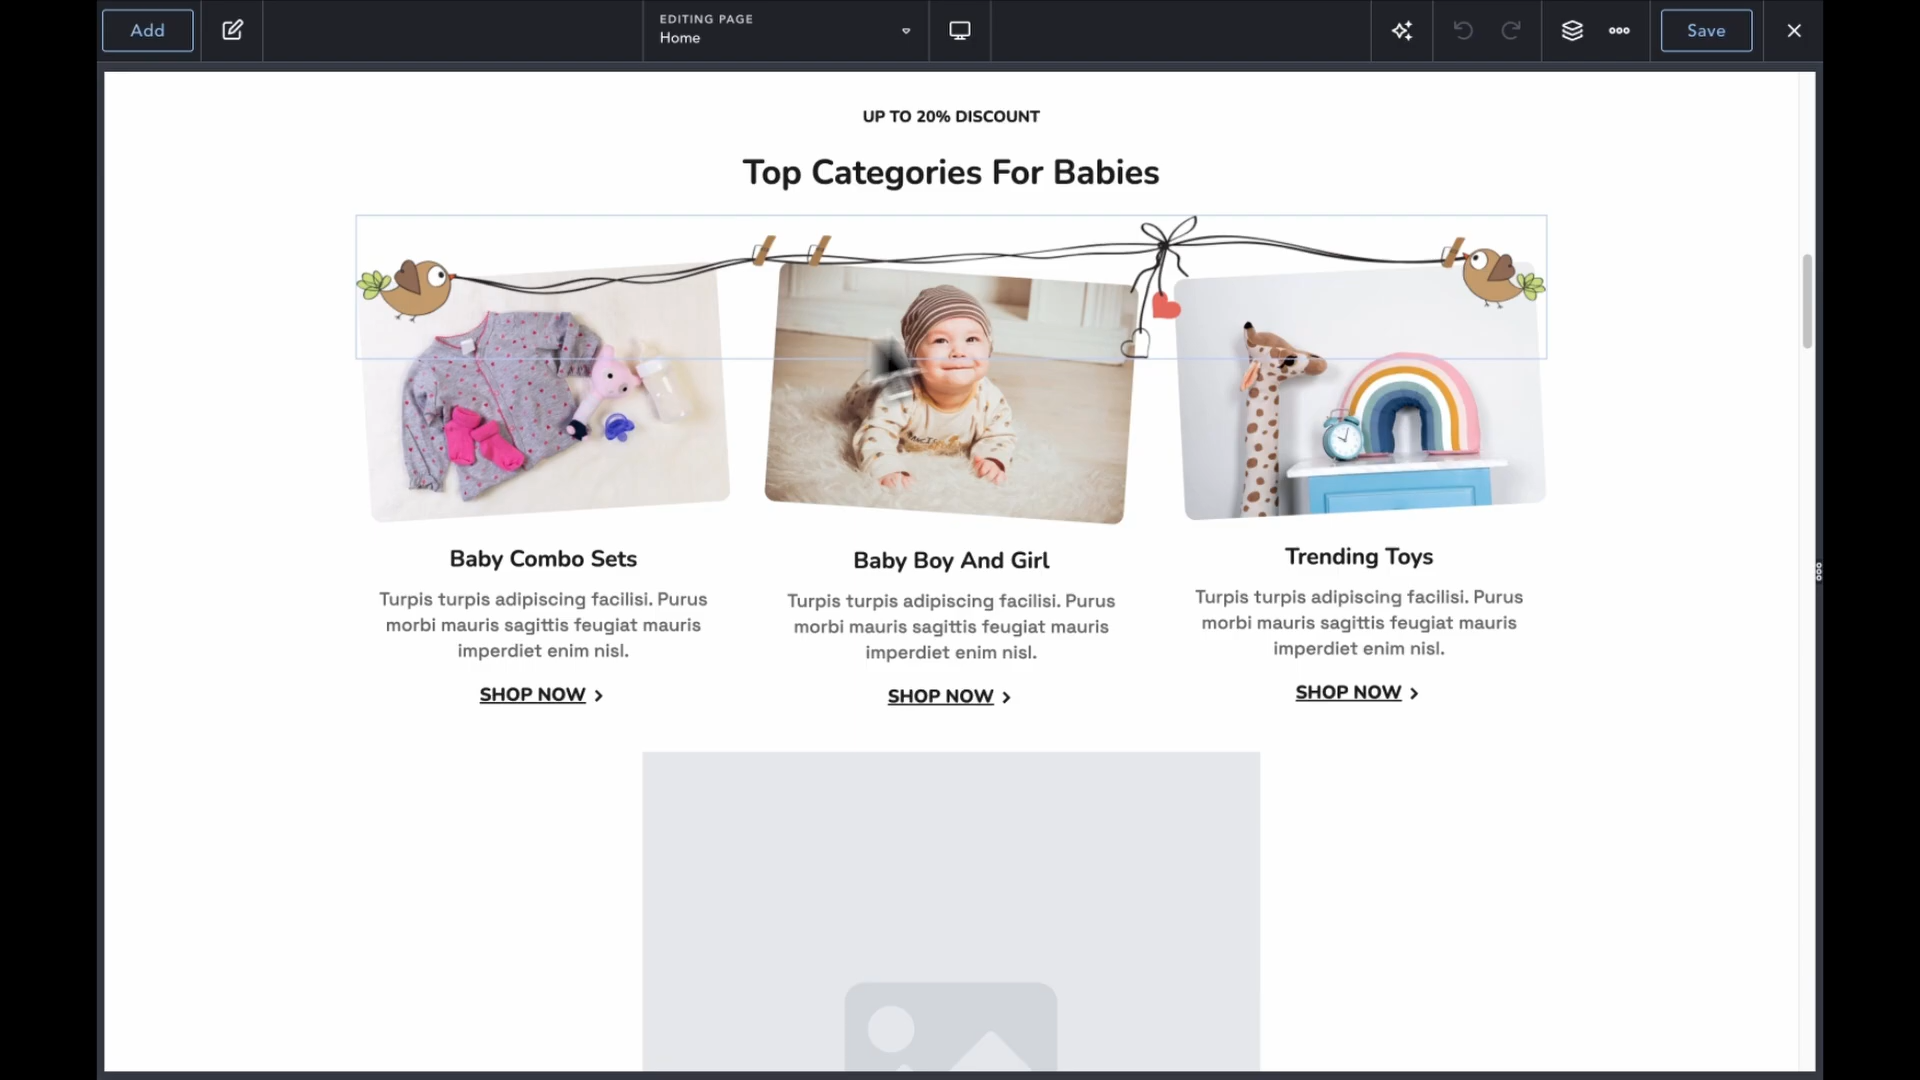 Add
EDITING PAGE
Home
Save
UP TO 20% DISCOUNT
Top Categories For Babies
Baby Combo Sets
Turpis turpis adipiscing facilisi. Purus
morbi mauris sagittis feugiat mauris
imperdiet enim nisl.
SHOP NOW
Baby Boy And Girl
Turpis turpis adipiscing facilisi. Purus
morbi mauris sagittis feugiat mauris
imperdiet enim nisl.
SHOP NOW
Trending Toys
Turpis turpis adipiscing facilisi. Purus
morbi mauris sagittis feugiat mauris
imperdiet enim nisl.
SHOP NOW